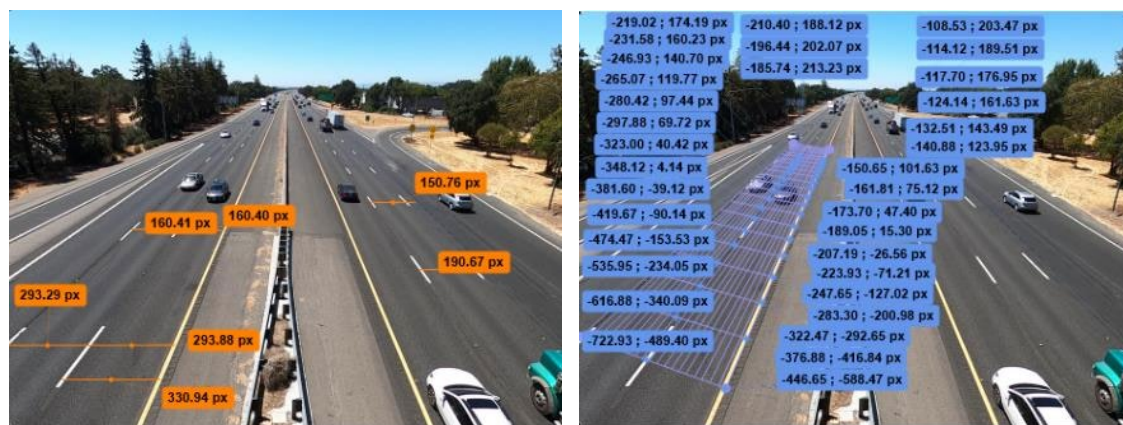 150.76 px
160.41 px
160.40 px
190.67 px
293.29 px
293.88 px
330.94 px
-219.02 ; 174.19 px
-231.58 ; 160.23 px
-246.93 ; 140.70 px
-265.07 ; 119.77 px
-280.42 ; 97.44 px
-297.88 ; 69.72 px
-323.00 ; 40.42 px
-348.12 ; 4.14 px
-381.60 ; -39.12 px
-419.67 ; -90.14 px
-474.47 ; -153.53 px
-535.95 ; -234.05 px
-616.88 ; -340.09 px
-722.93 ; -489.40 px
-210.40 ; 188.12 px
-196.44 ; 202.07 px
-185.74 ; 213.23 px
-108.53 ; 203.47 px
-114.12 ; 189.51 px
-117.70 ; 176.95 px
-124.14 ; 161.63 px
-132.51 ; 143.49 px
-140.88 ; 123.95 px
-150.65 ; 101.63 px
-161.81 ; 75.12 px
-173.70 ; 47.40 px
-189.05 ; 15.30 px
-207.19 ; -26.56 px
-223.93 ; -71.21 px
-247.65 ; -127.02 px
-283.30 ; -200.98 px
-322.47 ; -292.65 px
-376.88 ; -416.84 px
-446.65 ; -588.47 px